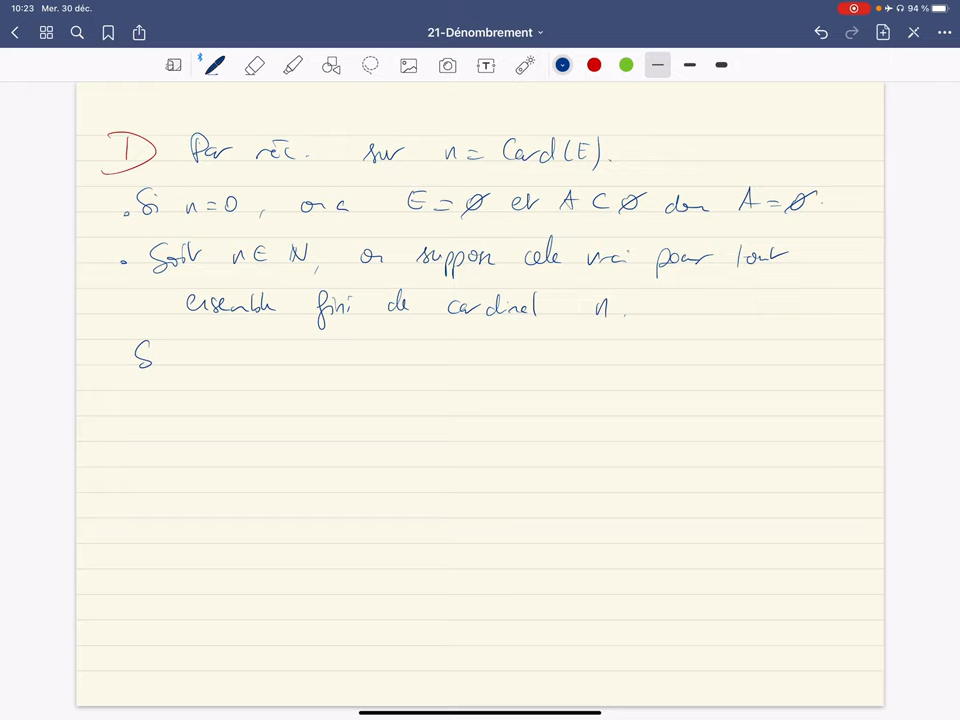 10:23 Mer. 30 déc. 94 %
21-Dénombrement
D Par réc. sur n = Card(E).
. Si n=0, on a E = ∅ et A ⊂ ∅ donc A = ∅.
. Soit n ∈ ℕ, on suppose cela vrai pour tout
ensemble fini de cardinal n.
S